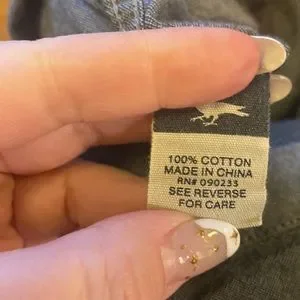 100% COTTON
MADE IN CHINA
RN# 090233
SEE REVERSE
FOR CARE